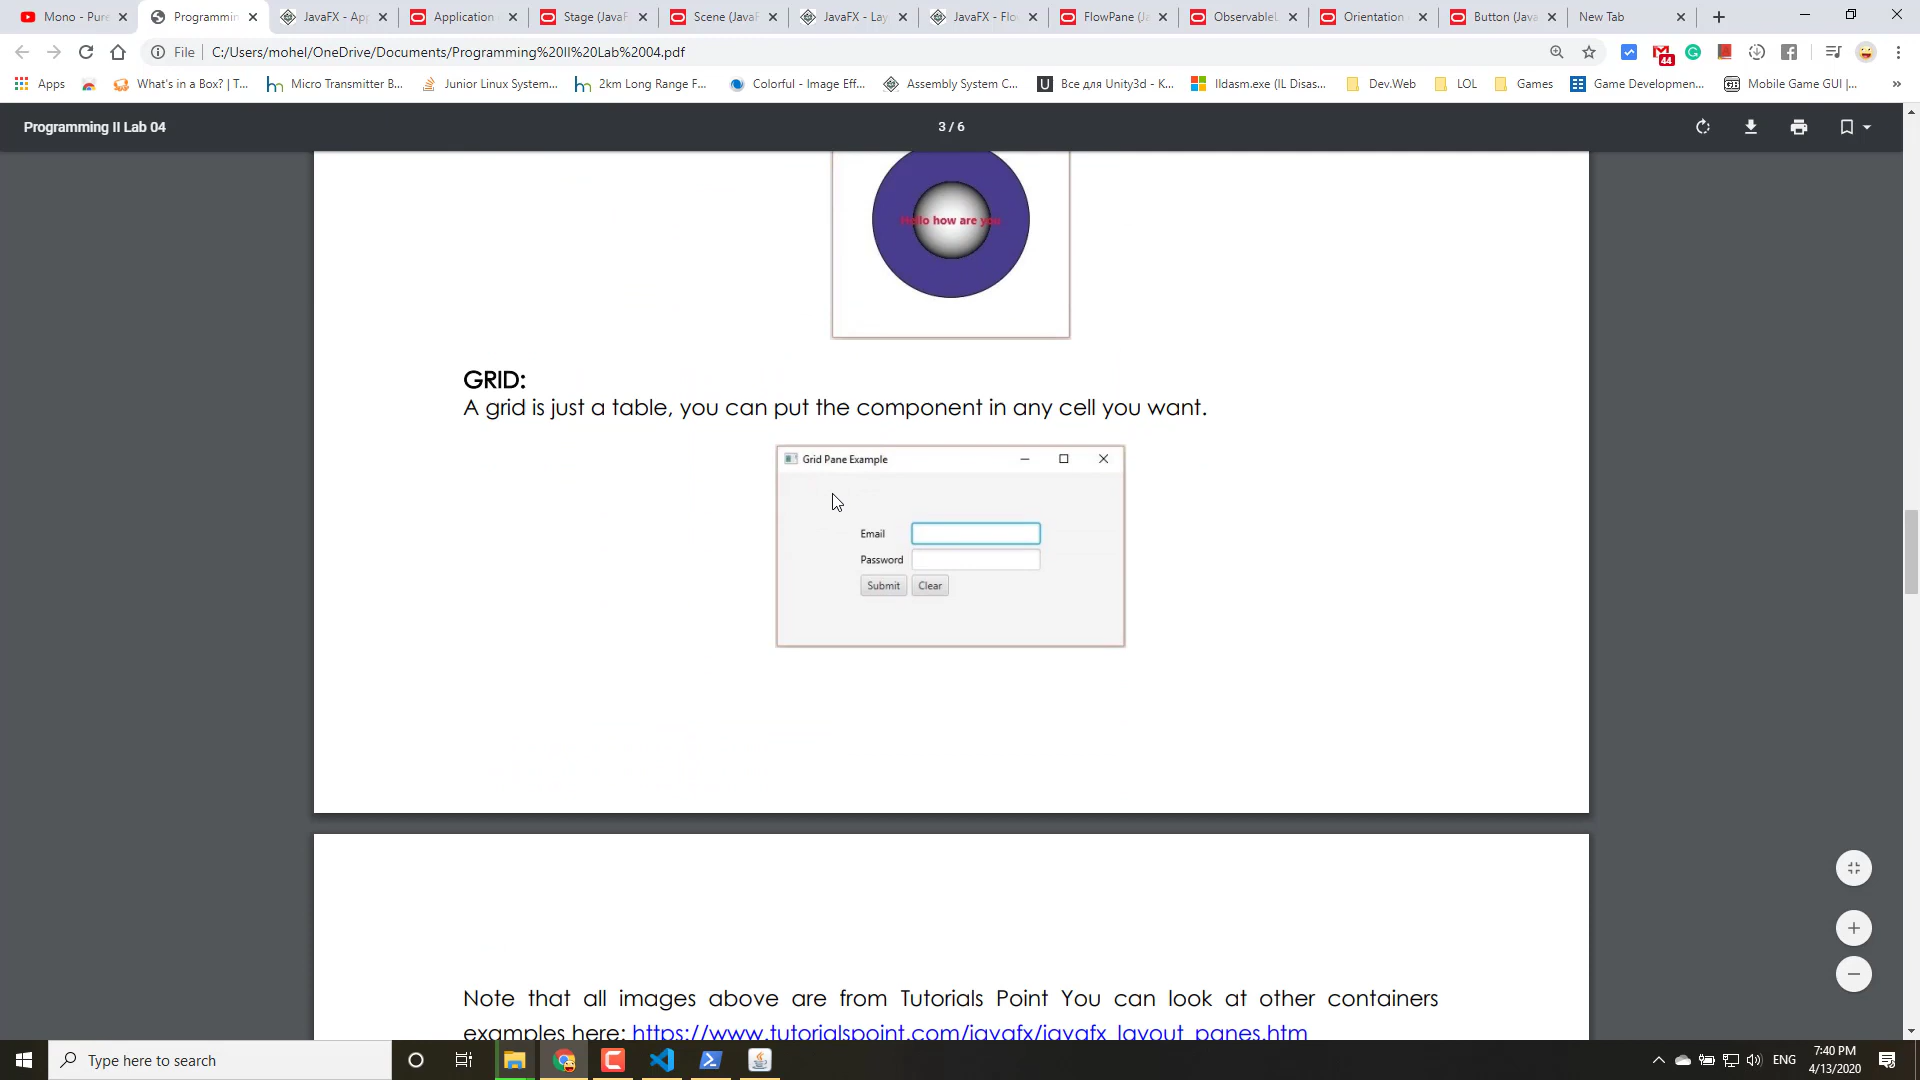 Mono - Pure
Programmin
JavaFX - App
Application
Stage (JavaF
Scene (JavaF
JavaFX - Lay
JavaFX - Flo
FlowPane (Ja
ObservableL
Orientation
Button (Java
New Tab
File
C:/Users/mohel/OneDrive/Documents/Programming%20II%20Lab%2004.pdf
44
Apps
What's in a Box? | T...
Micro Transmitter B...
Junior Linux System...
2km Long Range F...
Colorful - Image Eff...
Assembly System C...
Все для Unity3d - K...
Ildasm.exe (IL Disas...
Dev.Web
LOL
Games
Game Developmen...
Mobile Game GUI |...
»
Programming II Lab 04
3 / 6
Hello how are you
GRID:
A grid is just a table, you can put the component in any cell you want.
Grid Pane Example
Email
Password
Submit Clear
Note that all images above are from Tutorials Point You can look at other containers
examples here: https://www.tutorialspoint.com/javafx/javafx_layout_panes.htm
Type here to search
ENG
7:40 PM
4/13/2020